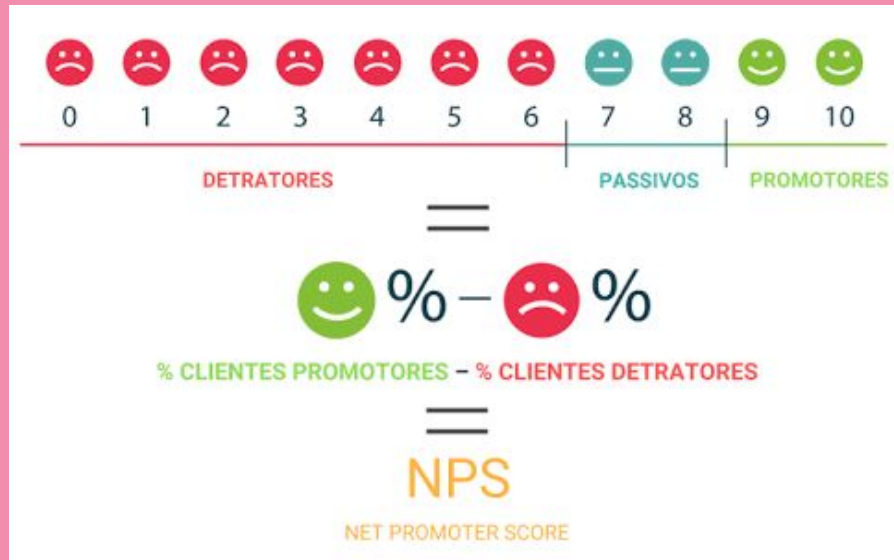 0 1 2 3 4 5 6 7 8 9 10
DETRATORES PASSIVOS PROMOTORES
=
% – %
% CLIENTES PROMOTORES – % CLIENTES DETRATORES
=
NPS
NET PROMOTER SCORE